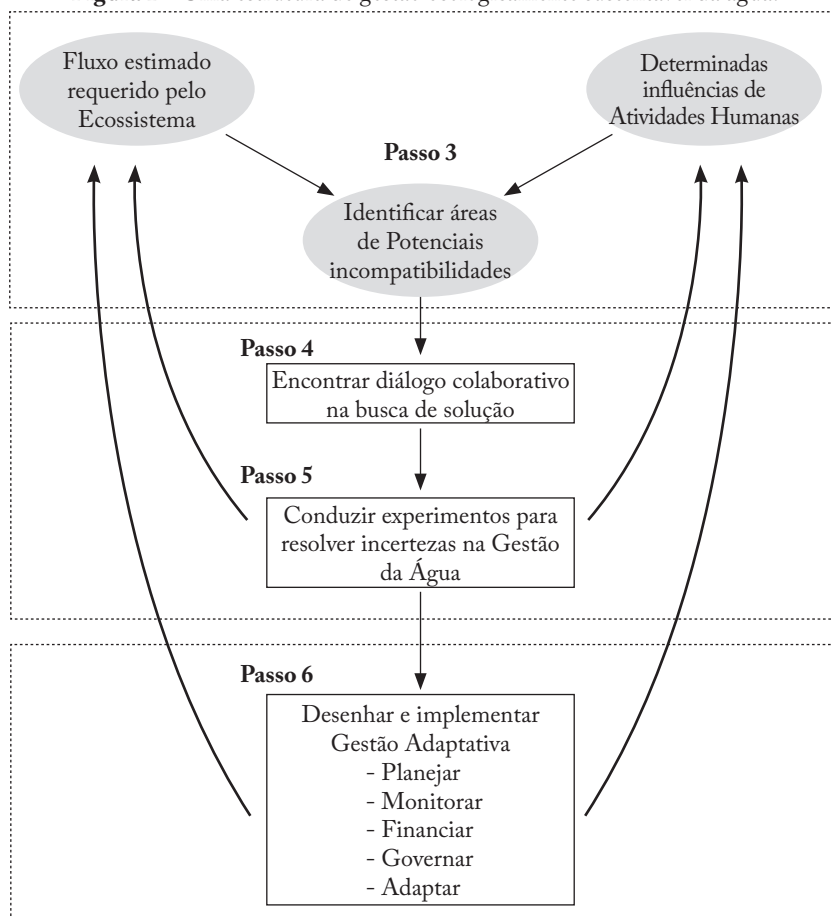 Fluxo estimado
requerido pelo
Ecossistema
Determinadas
influências de
Atividades Humanas
Passo 3
Identificar áreas
de Potenciais
incompatibilidades
Passo 4
Encontrar diálogo colaborativo
na busca de solução
Passo 5
Conduzir experimentos para
resolver incertezas na Gestão
da Água
Passo 6
Desenhar e implementar
Gestão Adaptativa
- Planejar
- Monitorar
- Financiar
- Governar
- Adaptar